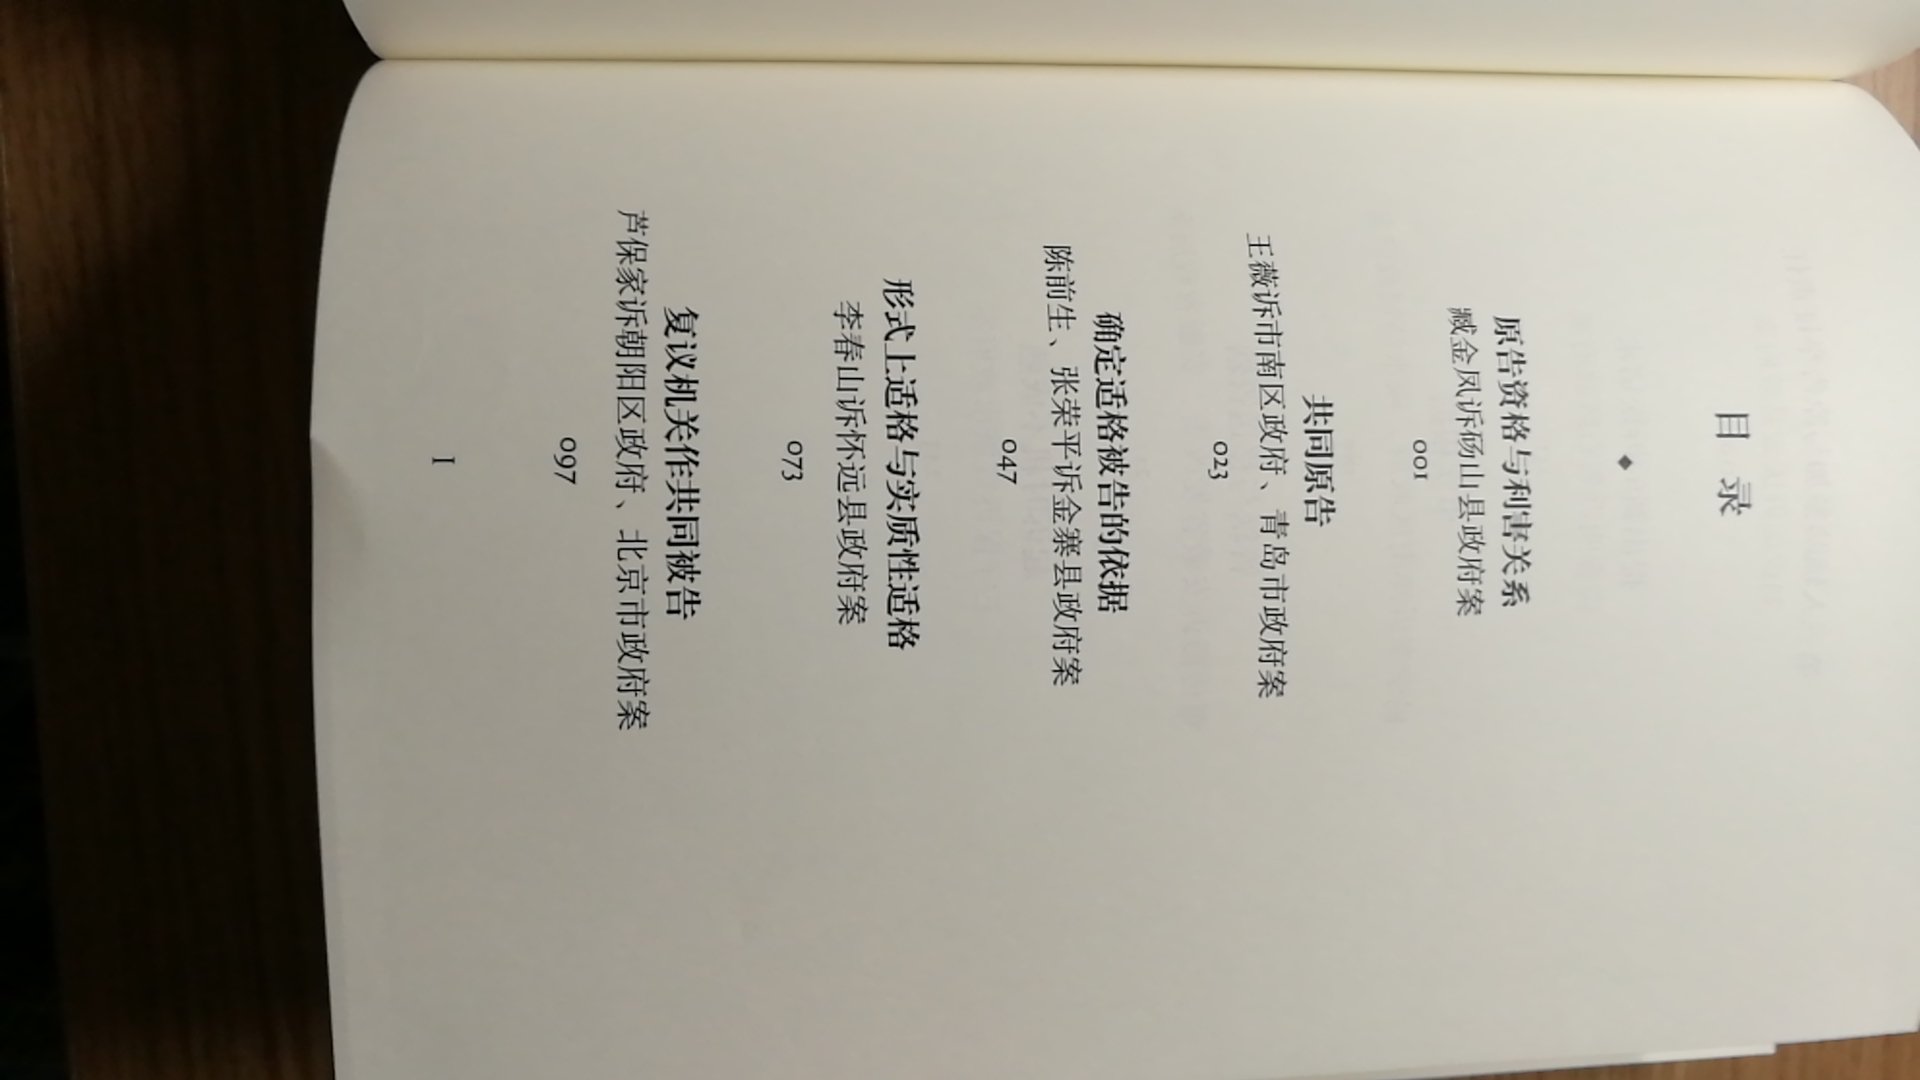 目 录
◆
原告资格与利害关系
臧金凤诉砀山县政府案
001
共同原告
王薇诉市南区政府、青岛市政府案
023
确定适格被告的依据
陈前生、张荣平诉金寨县政府案
047
形式上适格与实质性适格
李春山诉怀远县政府案
073
复议机关作共同被告
芦保家诉朝阳区政府、北京市政府案
097
I